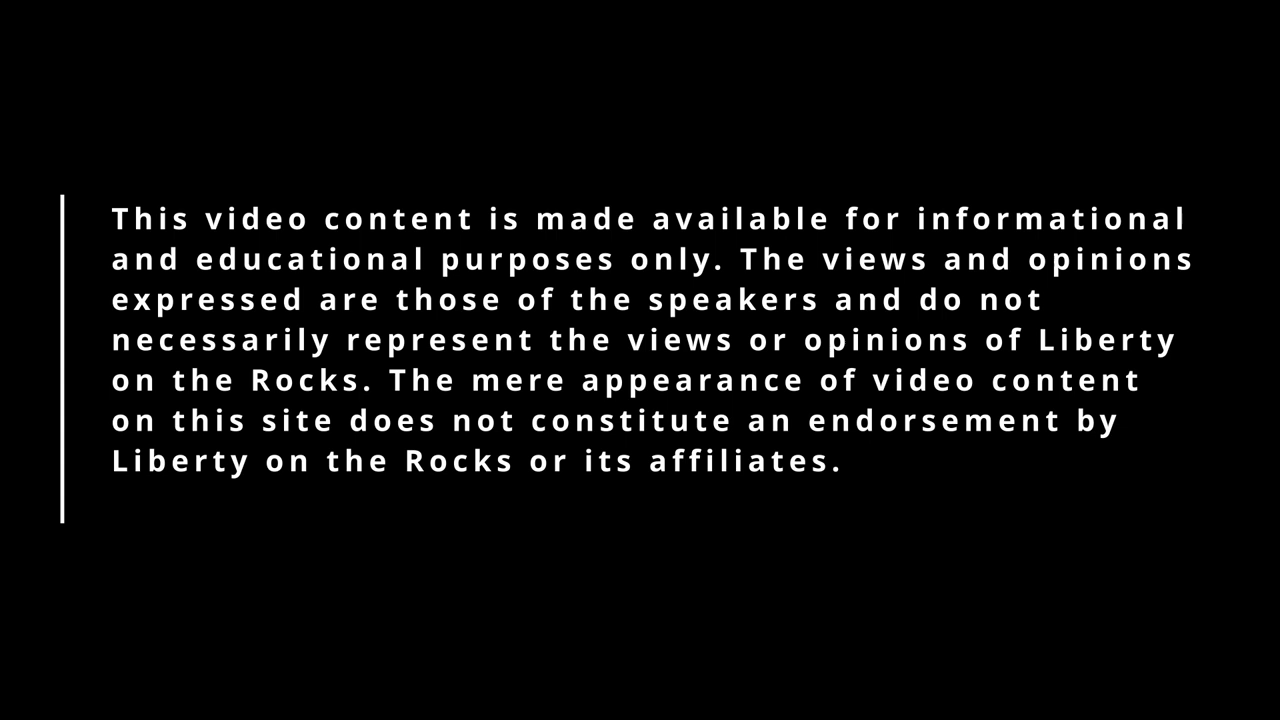 This video content is made available for informational
and educational purposes only. The views and opinions
expressed are those of the speakers and do not
necessarily represent the views or opinions of Liberty
on the Rocks. The mere appearance of video content
on this site does not constitute an endorsement by
Liberty on the Rocks or its affiliates.